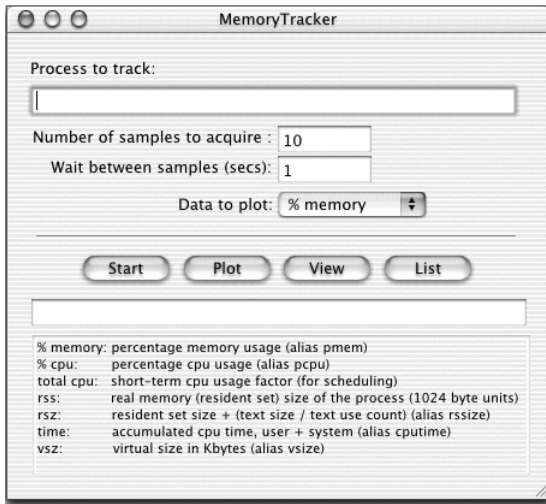 MemoryTracker
Process to track:
Number of samples to acquire : 10
Wait between samples (secs): 1
Data to plot: % memory
Start Plot View List
% memory: percentage memory usage (alias pmem)
% cpu: percentage cpu usage (alias pcpu)
total cpu: short-term cpu usage factor (for scheduling)
rss: real memory (resident set) size of the process (1024 byte units)
rsz: resident set size + (text size / text use count) (alias rssize)
time: accumulated cpu time, user + system (alias cputime)
vsz: virtual size in Kbytes (alias vsize)